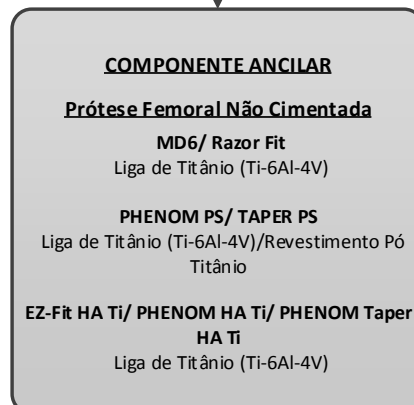 COMPONENTE ANCILAR
Prótese Femoral Não Cimentada
MD6/ Razor Fit
Liga de Titânio (Ti-6Al-4V)
PHENOM PS/ TAPER PS
Liga de Titânio (Ti-6Al-4V)/Revestimento Pó
Titânio
EZ-Fit HA Ti/ PHENOM HA Ti/ PHENOM Taper
HA Ti
Liga de Titânio (Ti-6Al-4V)